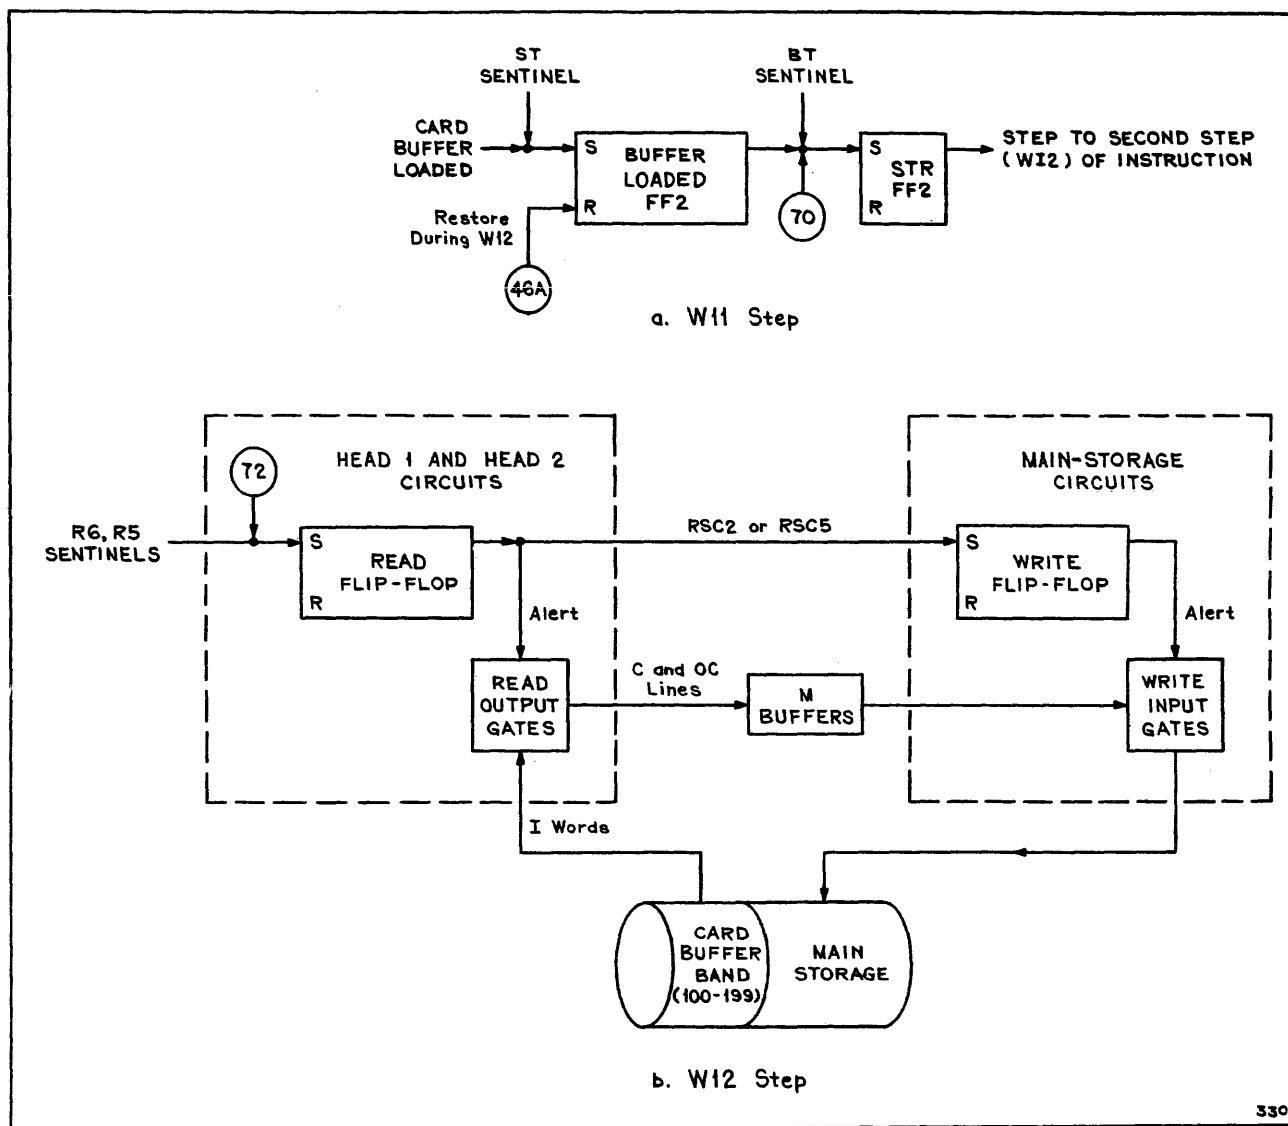 ST
SENTINEL
BT
SENTINEL
CARD
BUFFER
LOADED
S
BUFFER
LOADED
FF2
R
S
STR
FF2
R
STEP TO SECOND STEP
(WI2) OF INSTRUCTION
Restore
During W12
70
46A
a. W11 Step
72
HEAD 1 AND HEAD 2
CIRCUITS
MAIN-STORAGE
CIRCUITS
R6, R5
SENTINELS
S
READ
FLIP-FLOP
R
RSC2 or RSC5
S
WRITE
FLIP-FLOP
R
Alert
Alert
READ
OUTPUT
GATES
C and OC
Lines
M
BUFFERS
WRITE
INPUT
GATES
I Words
CARD
BUFFER
BAND
(100-199)
MAIN
STORAGE
b. W12 Step
330